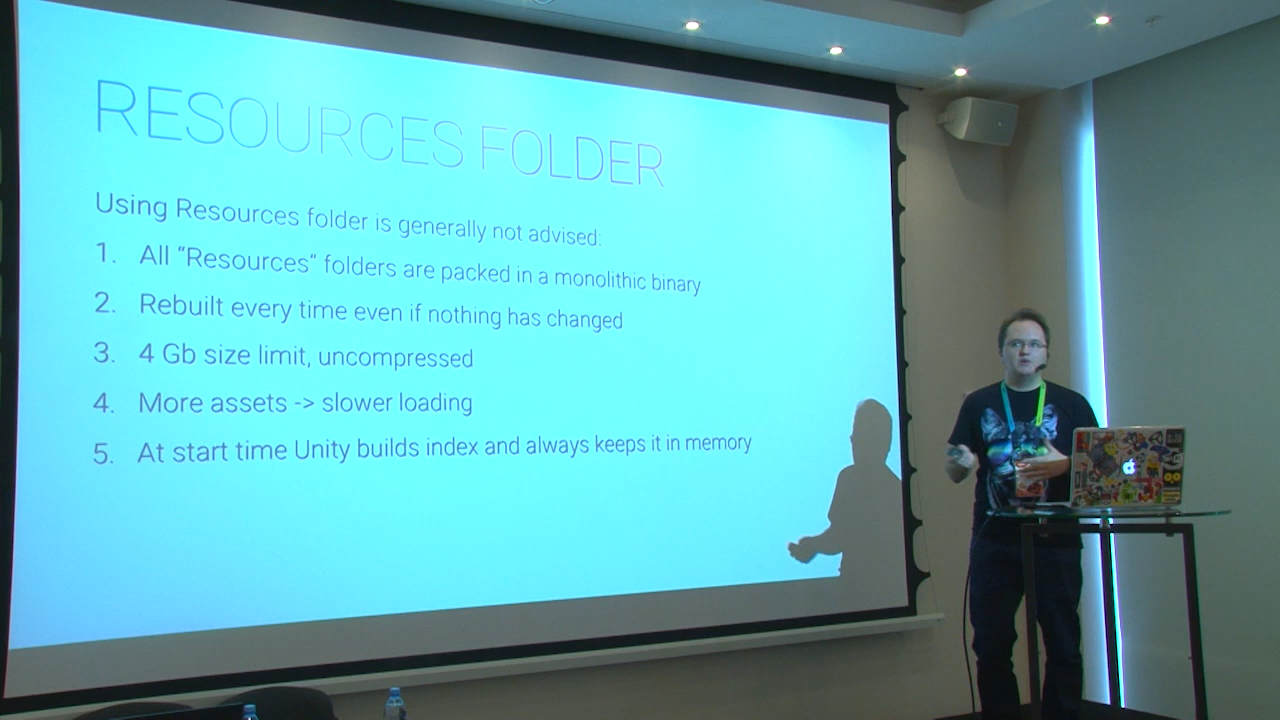 RESOURCES FOLDER
Using Resources folder is generally not advised:
1. All “Resources” folders are packed in a monolithic binary
2. Rebuilt every time even if nothing has changed
3. 4 Gb size limit, uncompressed
4. More assets -> slower loading
5. At start time Unity builds index and always keeps it in memory